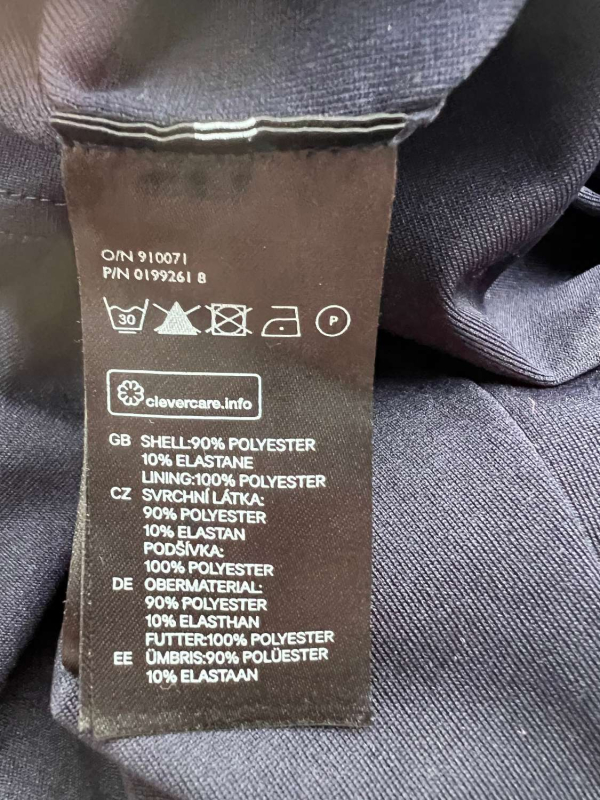 O/N 910071
P/N 0199261 8
30 P
clevercare.info
GB SHELL:90% POLYESTER
10% ELASTANE
LINING:100% POLYESTER
CZ SVRCHNÍ LÁTKA:
90% POLYESTER
10% ELASTAN
PODŠÍVKA:
100% POLYESTER
DE OBERMATERIAL:
90% POLYESTER
10% ELASTHAN
FUTTER:100% POLYESTER
EE ÜMBRIS:90% POLÜESTER
10% ELASTAAN